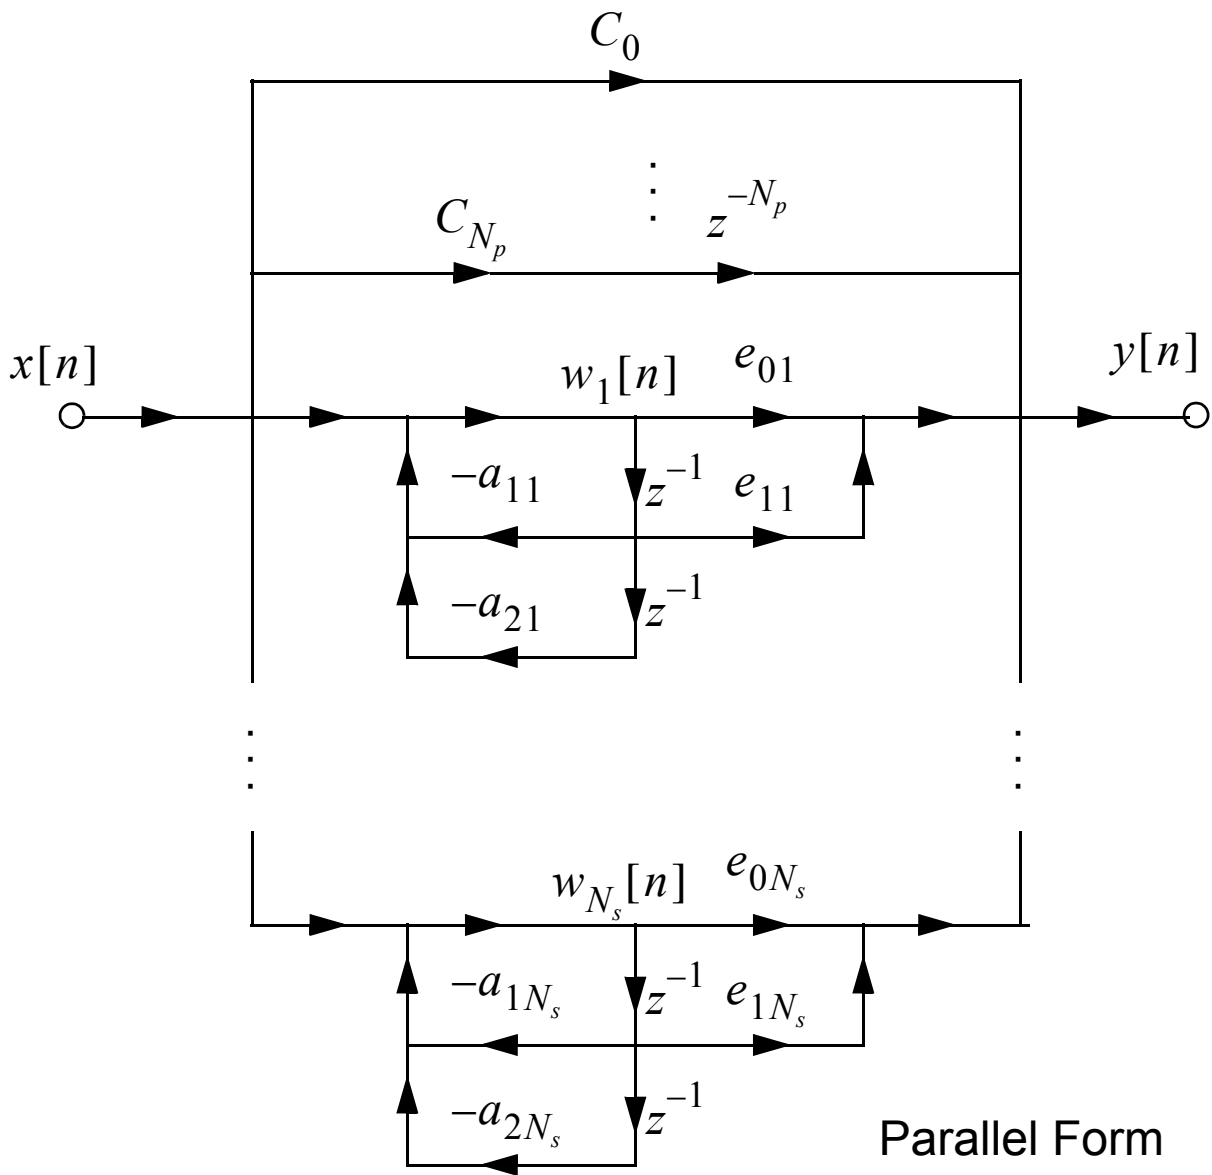 C_0
C_{N_p} z^{-N_p}
x[n] w_1[n] e_{01} y[n]
-a_{11} z^{-1} e_{11}
-a_{21} z^{-1}
w_{N_s}[n] e_{0N_s}
-a_{1N_s} z^{-1} e_{1N_s}
-a_{2N_s} z^{-1}
Parallel Form